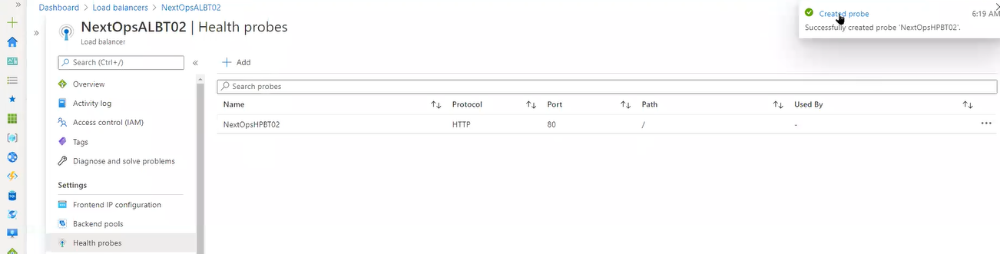 Dashboard > Load balancers > NextOpsALBT02
NextOpsALBT02 | Health probes
Load balancer
Created probe 6:19 AM
Successfully created probe 'NextOpsHPBT02'.
Search (Ctrl+/)
Overview
Activity log
Access control (IAM)
Tags
Diagnose and solve problems
Settings
Frontend IP configuration
Backend pools
Health probes
Add
Search probes
Name Protocol Port Path Used By
NextOpsHPBT02 HTTP 80 / -